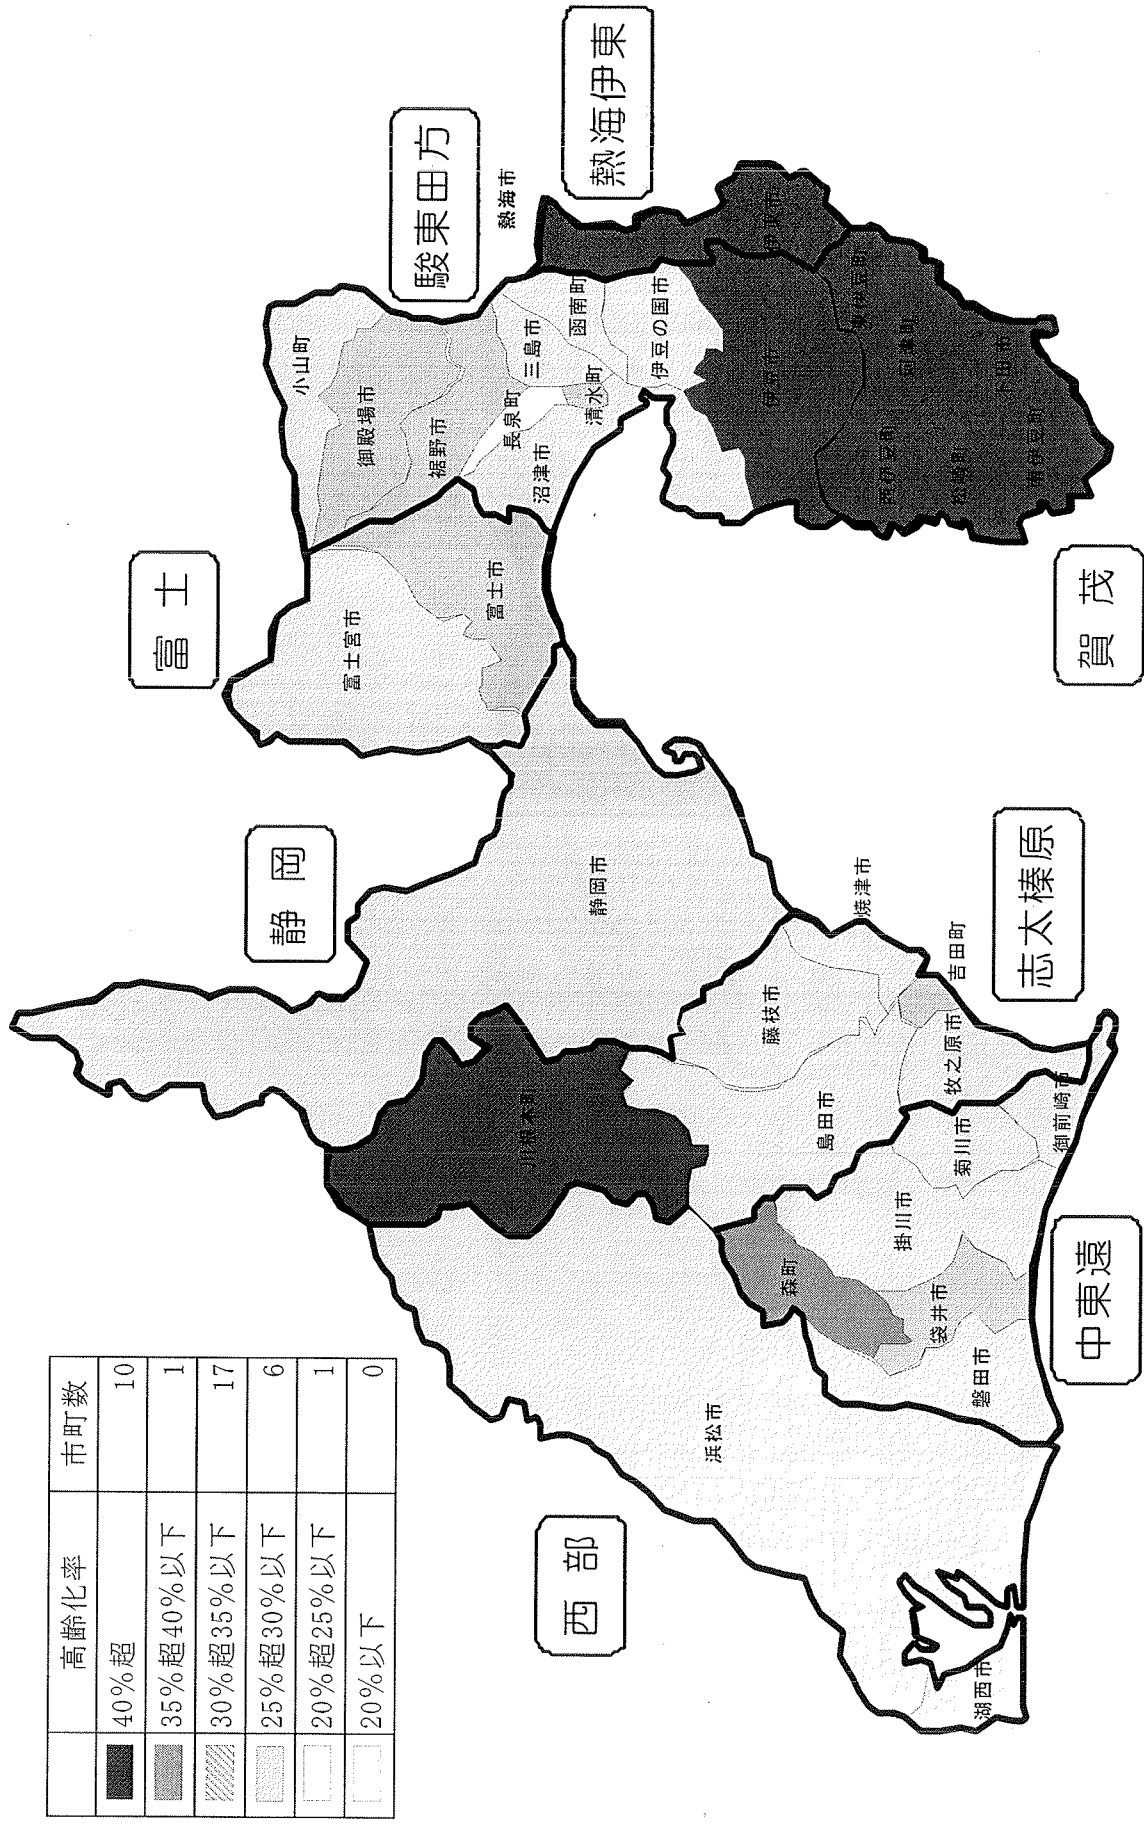 高齢化率 市町数
40%超 10
35%超40%以下 1
30%超35%以下 17
25%超30%以下 6
20%超25%以下 1
20%以下 0
西部
静岡
富士
駿東田方
熱海伊東
中東遠
志太榛原
賀茂
小山町
御殿場市
裾野市
熱海市
三島市
函南町
長泉町
清水町
沼津市
伊豆の国市
伊東市
伊豆市
東伊豆町
河津町
西伊豆町
松崎町
下田市
南伊豆町
富士宮市
富士市
静岡市
川根本町
藤枝市
焼津市
島田市
吉田町
牧之原市
御前崎市
菊川市
掛川市
森町
袋井市
磐田市
浜松市
湖西市